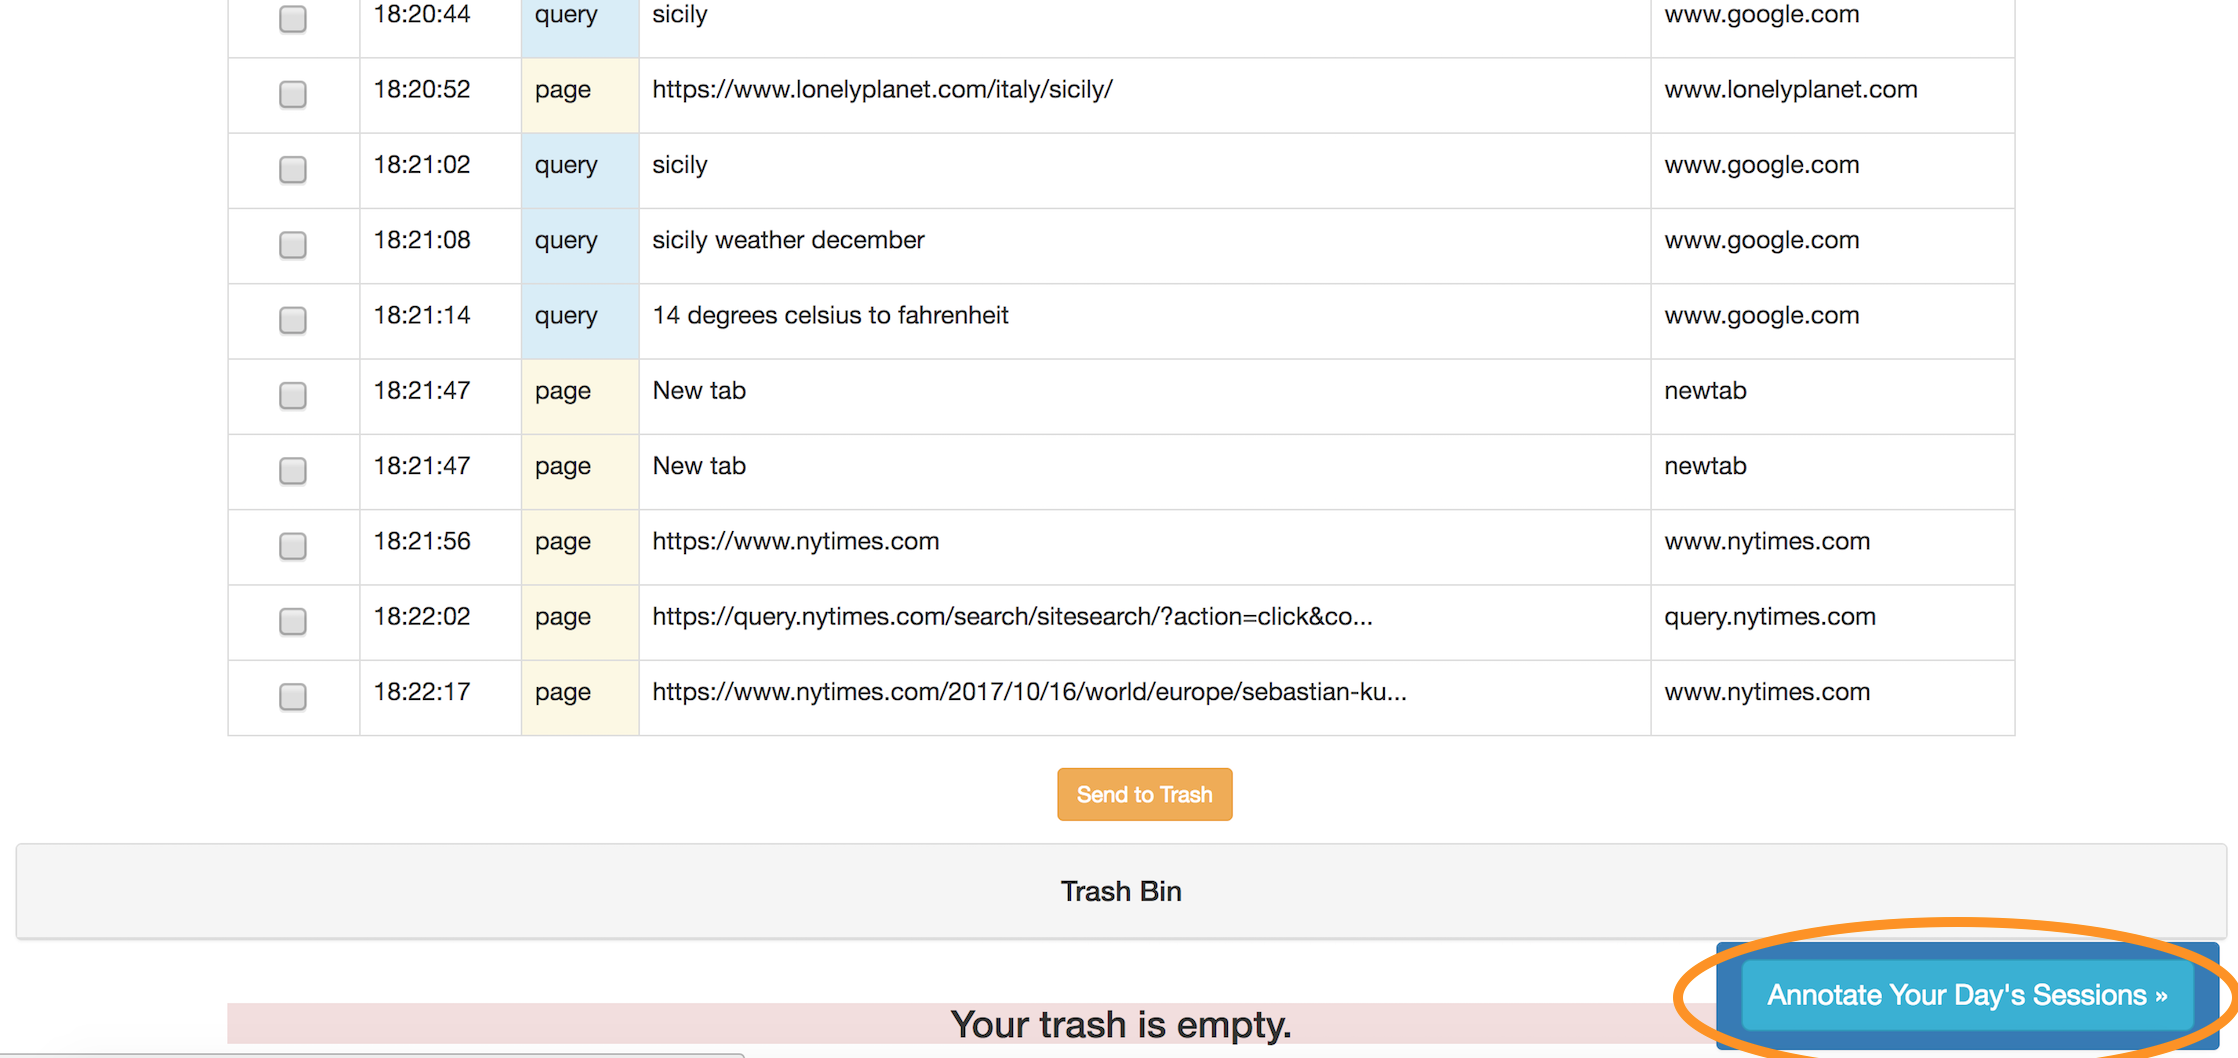 18:20:44 query sicily www.google.com
18:20:52 page https://www.lonelyplanet.com/italy/sicily/ www.lonelyplanet.com
18:21:02 query sicily www.google.com
18:21:08 query sicily weather december www.google.com
18:21:14 query 14 degrees celsius to fahrenheit www.google.com
18:21:47 page New tab newtab
18:21:47 page New tab newtab
18:21:56 page https://www.nytimes.com www.nytimes.com
18:22:02 page https://query.nytimes.com/search/sitesearch/?action=click&co... query.nytimes.com
18:22:17 page https://www.nytimes.com/2017/10/16/world/europe/sebastian-ku... www.nytimes.com
Send to Trash
Trash Bin
Annotate Your Day's Sessions »
Your trash is empty.